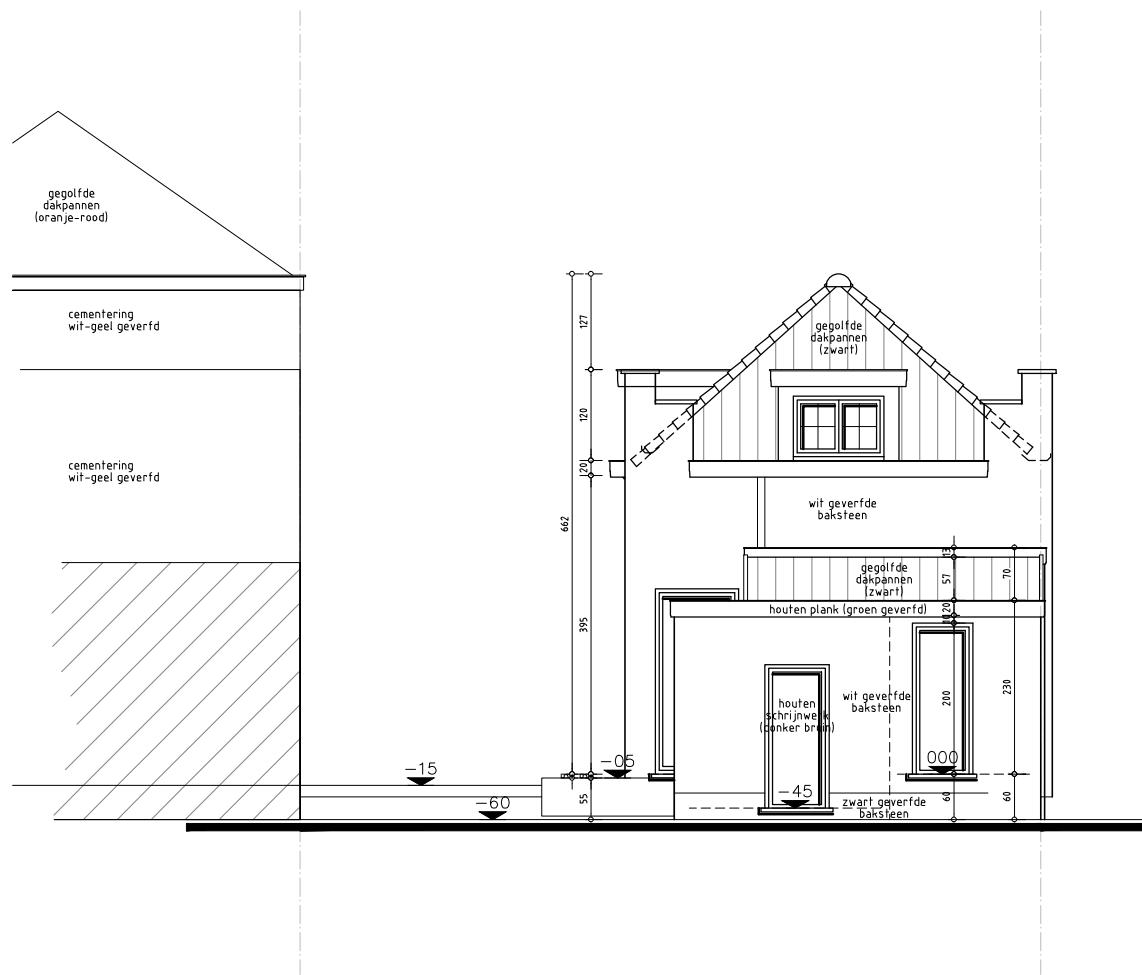 gegolfde
dakpannen
(oranje-rood)
cementering
wit-geel geverfd
127
gegolfde
dakpannen
(zwart)
120
cementering
wit-geel geverfd
20
wit geverfde
baksteen
662
13
gegolfde
dakpannen
(zwart)
57
70
houten plank (groen geverfd)
20
10
395
230
wit geverfde
baksteen
200
houten
schrijnwerk
(donker bruin)
-05
000
-15
-45
-60
55
zwart geverfde
baksteen
60
60